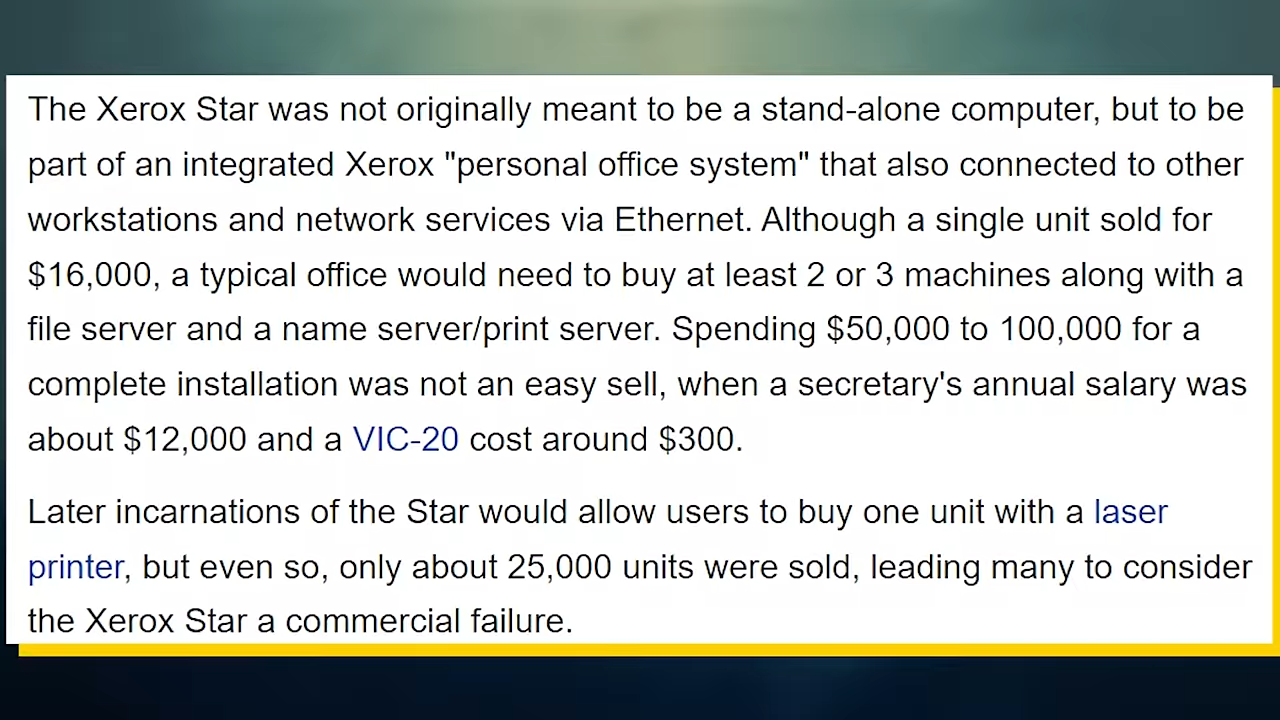 The Xerox Star was not originally meant to be a stand-alone computer, but to be
part of an integrated Xerox "personal office system" that also connected to other
workstations and network services via Ethernet. Although a single unit sold for
$16,000, a typical office would need to buy at least 2 or 3 machines along with a
file server and a name server/print server. Spending $50,000 to 100,000 for a
complete installation was not an easy sell, when a secretary's annual salary was
about $12,000 and a VIC-20 cost around $300.
Later incarnations of the Star would allow users to buy one unit with a laser
printer, but even so, only about 25,000 units were sold, leading many to consider
the Xerox Star a commercial failure.